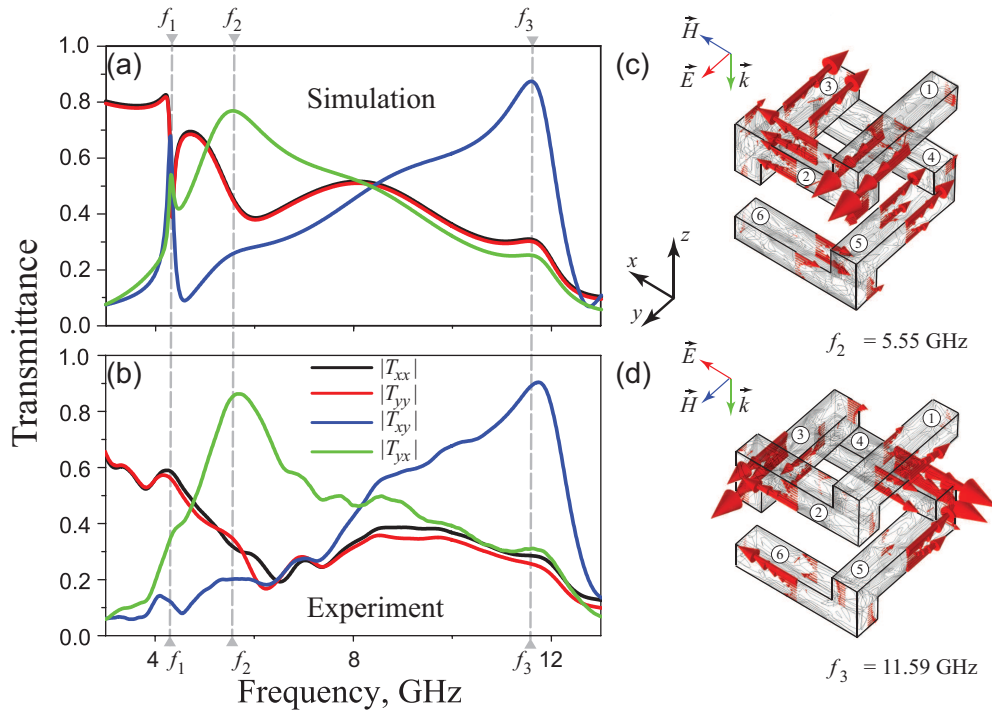 f1 f2 f3
(a)
Simulation
1.0
0.8
0.6
0.4
0.2
0.0
(b)
|Txx|
|Tyy|
|Txy|
|Tyx|
Experiment
1.0
0.8
0.6
0.4
0.2
0.0
4 f1 f2 8 f3 12
Frequency, GHz
Transmittance
(c)
H
E
k
1
2
3
4
5
6
z
x
y
f2 = 5.55 GHz
(d)
E
H
k
1
2
3
4
5
6
f3 = 11.59 GHz